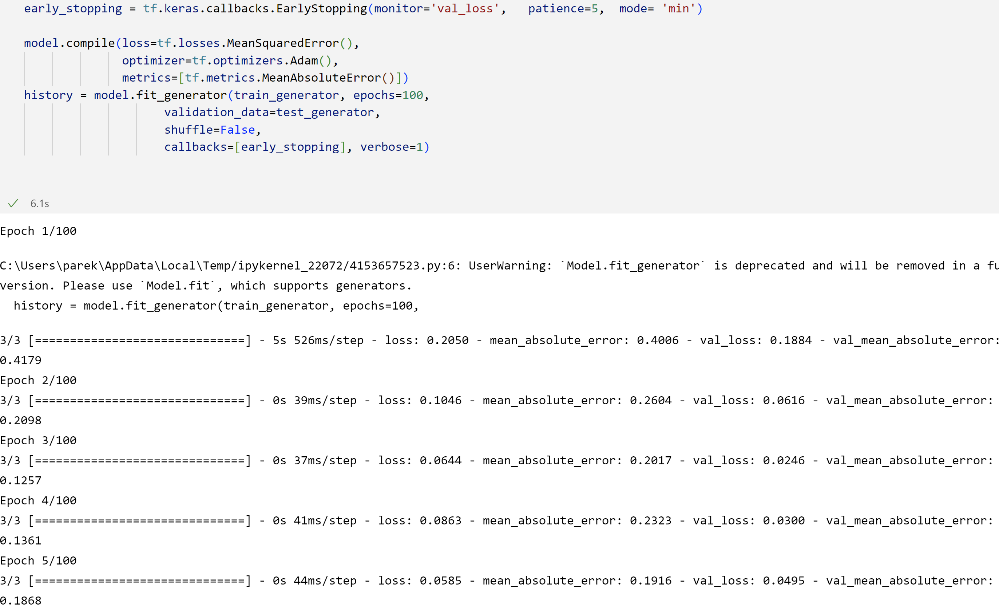 early_stopping = tf.keras.callbacks.EarlyStopping(monitor='val_loss',   patience=5,  mode= 'min')
model.compile(loss=tf.losses.MeanSquaredError(),
optimizer=tf.optimizers.Adam(),
metrics=[tf.metrics.MeanAbsoluteError()])
history = model.fit_generator(train_generator, epochs=100,
validation_data=test_generator,
shuffle=False,
callbacks=[early_stopping], verbose=1)
6.1s
Epoch 1/100
C:\Users\parek\AppData\Local\Temp/ipykernel_22072/4153657523.py:6: UserWarning: `Model.fit_generator` is deprecated and will be removed in a fu
version. Please use `Model.fit`, which supports generators.
history = model.fit_generator(train_generator, epochs=100,
3/3 [==============================] - 5s 526ms/step - loss: 0.2050 - mean_absolute_error: 0.4006 - val_loss: 0.1884 - val_mean_absolute_error:
0.4179
Epoch 2/100
3/3 [==============================] - 0s 39ms/step - loss: 0.1046 - mean_absolute_error: 0.2604 - val_loss: 0.0616 - val_mean_absolute_error:
0.2098
Epoch 3/100
3/3 [==============================] - 0s 37ms/step - loss: 0.0644 - mean_absolute_error: 0.2017 - val_loss: 0.0246 - val_mean_absolute_error:
0.1257
Epoch 4/100
3/3 [==============================] - 0s 41ms/step - loss: 0.0863 - mean_absolute_error: 0.2323 - val_loss: 0.0300 - val_mean_absolute_error:
0.1361
Epoch 5/100
3/3 [==============================] - 0s 44ms/step - loss: 0.0585 - mean_absolute_error: 0.1916 - val_loss: 0.0495 - val_mean_absolute_error:
0.1868